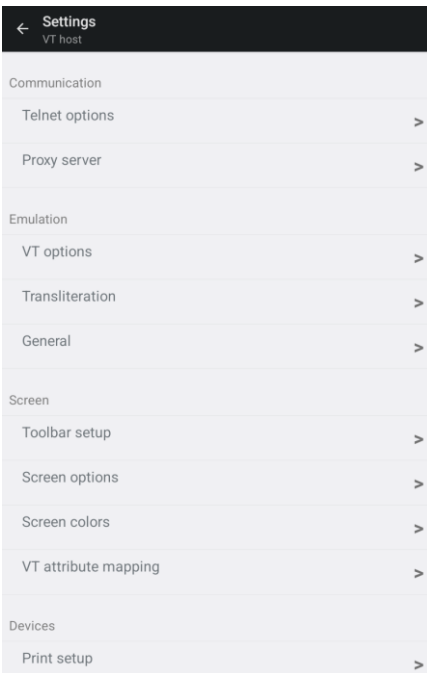 Settings
VT host
Communication
Telnet options
>
Proxy server
>
Emulation
VT options
>
Transliteration
>
General
>
Screen
Toolbar setup
>
Screen options
>
Screen colors
>
VT attribute mapping
>
Devices
Print setup
>